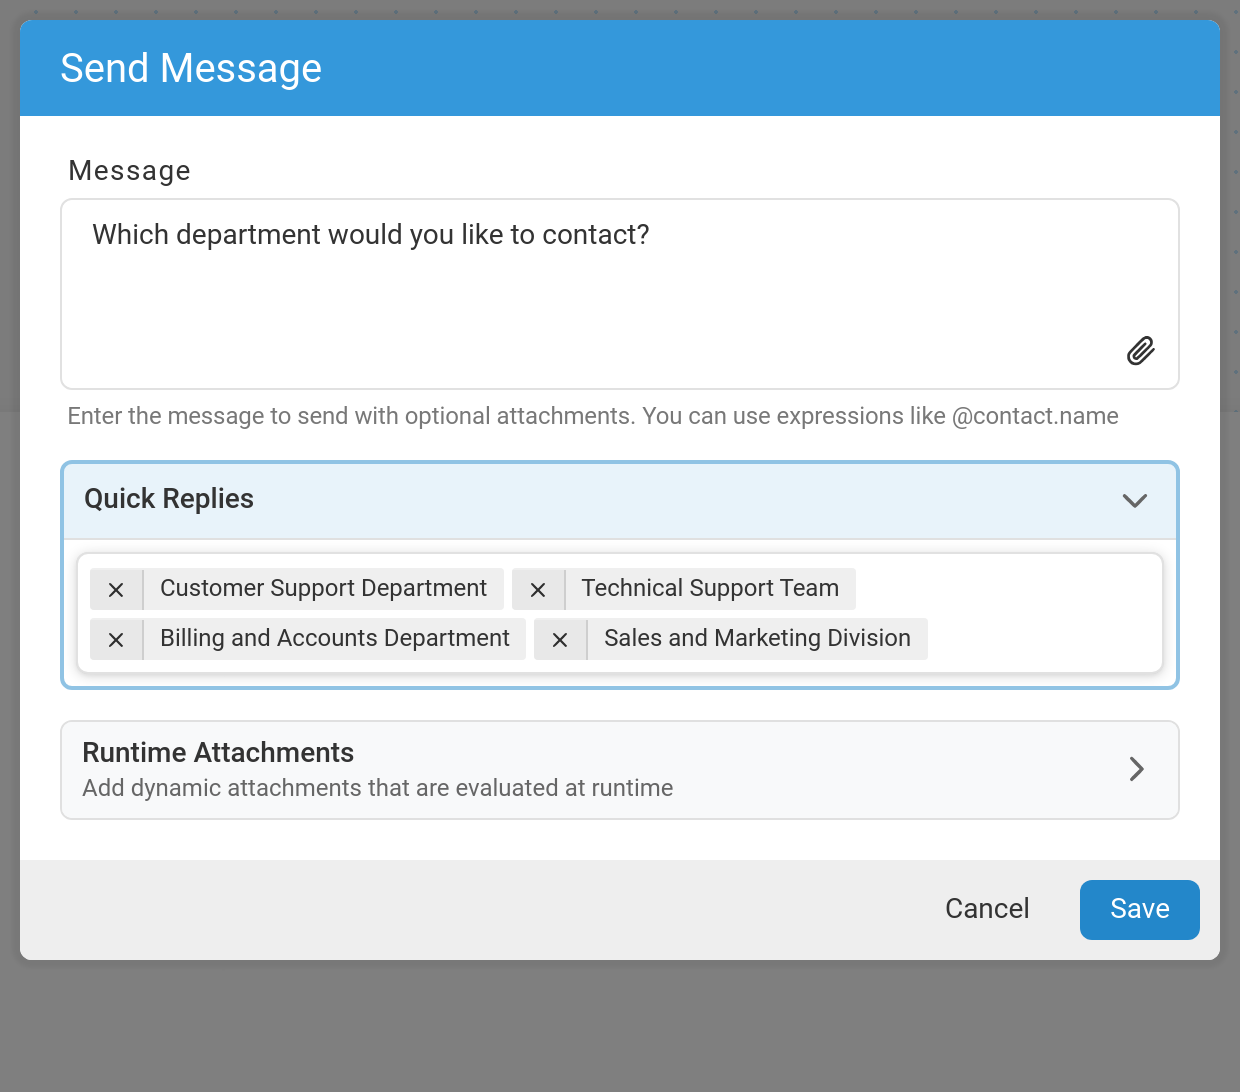 Send Message
Message
Which department would you like to contact?
Enter the message to send with optional attachments. You can use expressions like @contact.name
Quick Replies
Customer Support Department Technical Support Team
Billing and Accounts Department Sales and Marketing Division
Runtime Attachments
Add dynamic attachments that are evaluated at runtime
Cancel Save